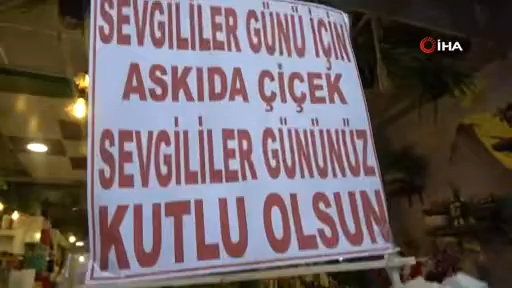 SEVGİLİLER GÜNÜ İÇİN
ASKIDA ÇİÇEK
SEVGİLİLER GÜNÜNÜZ
KUTLU OLSUN
İHA